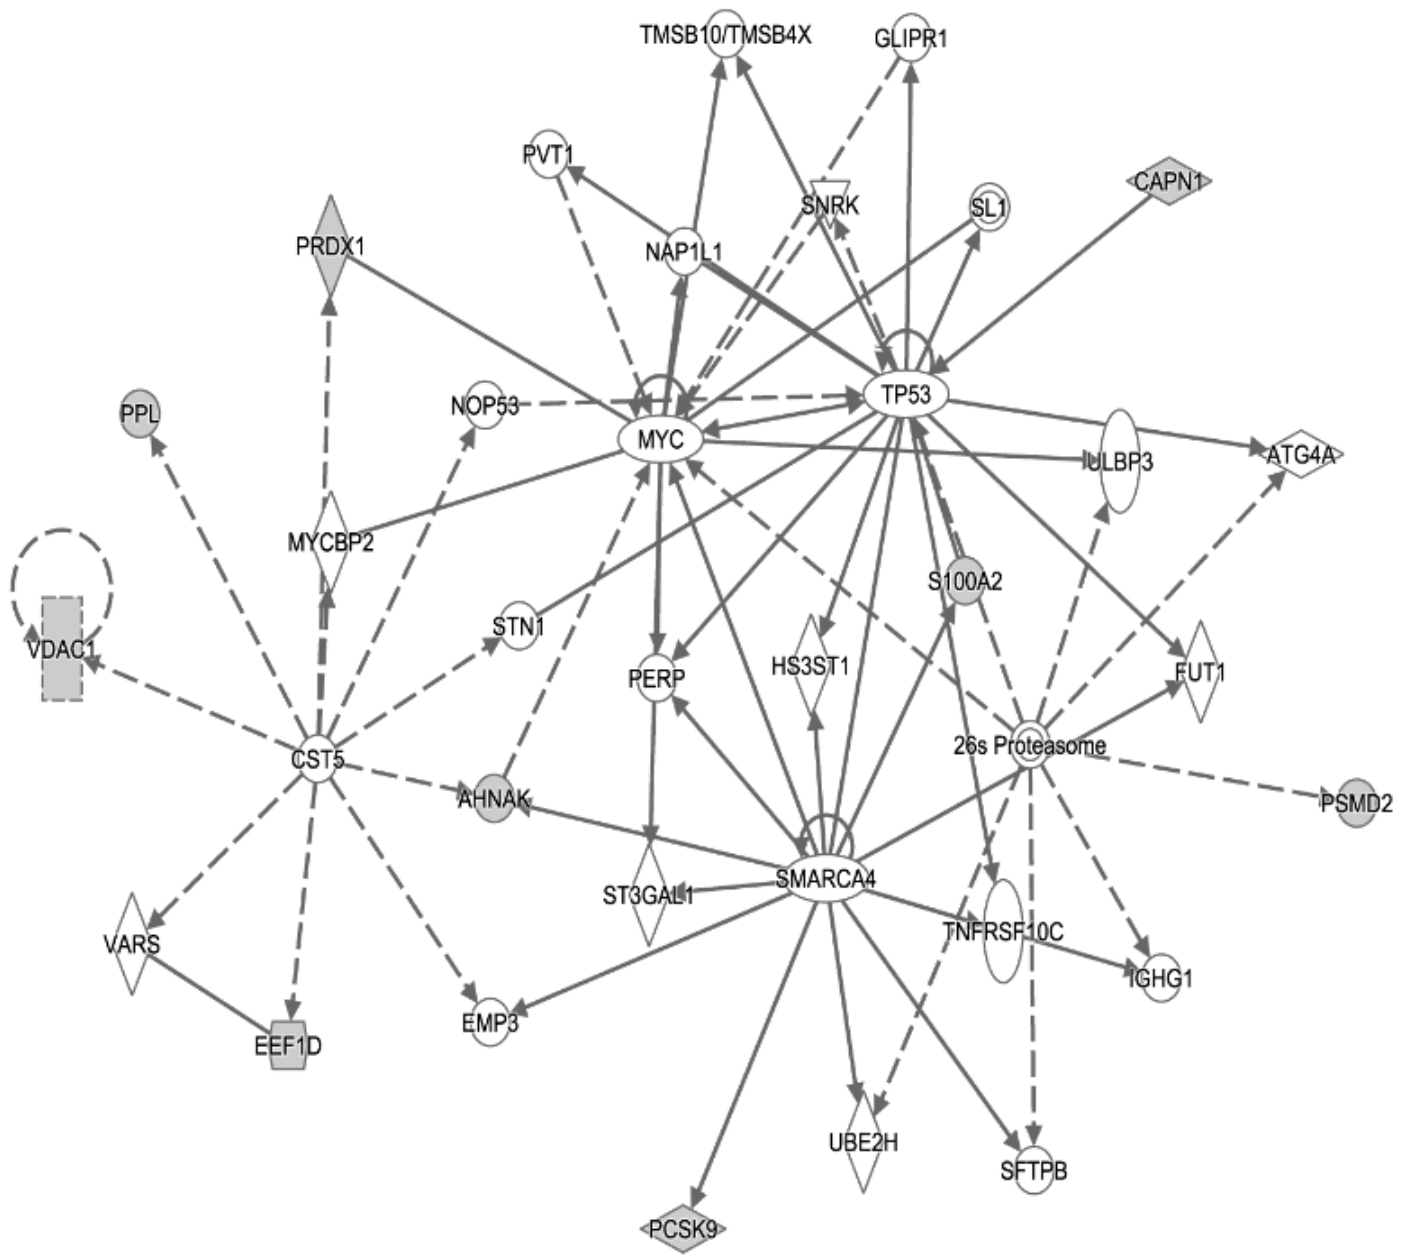 TMSB10/TMSB4X
GLIPR1
PVT1
CAPN1
SNRK
SL1
PRDX1
NAP1L1
TP53
PPL
NOP53
MYC
ULBP3
ATG4A
MYCBP2
S100A2
STN1
VDAC1
HS3ST1
FUT1
PERP
26s Proteasome
CST5
AHNAK
PSMD2
SMARCA4
ST3GAL1
TNFRSF10C
VARS
IGHG1
EMP3
EEF1D
UBE2H
SFTPB
PCSK9